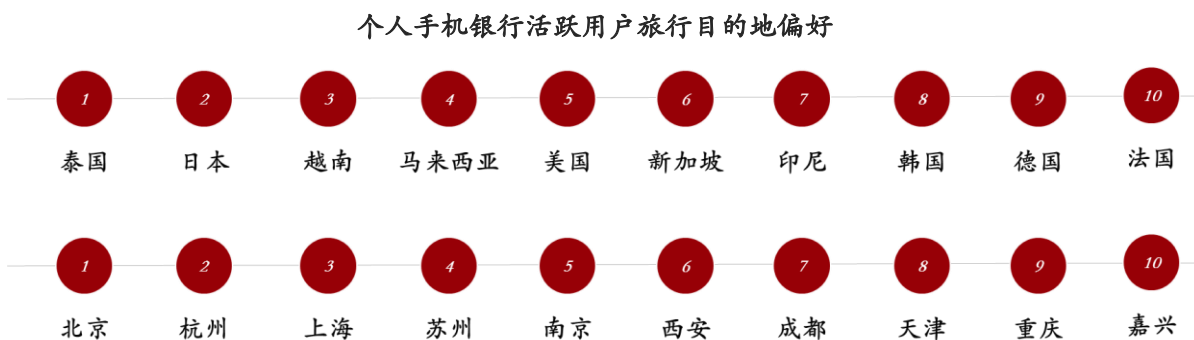 个人手机银行活跃用户旅行目的地偏好
1 2 3 4 5 6 7 8 9 10
泰国 日本 越南 马来西亚 美国 新加坡 印尼 韩国 德国 法国
1 2 3 4 5 6 7 8 9 10
北京 杭州 上海 苏州 南京 西安 成都 天津 重庆 嘉兴